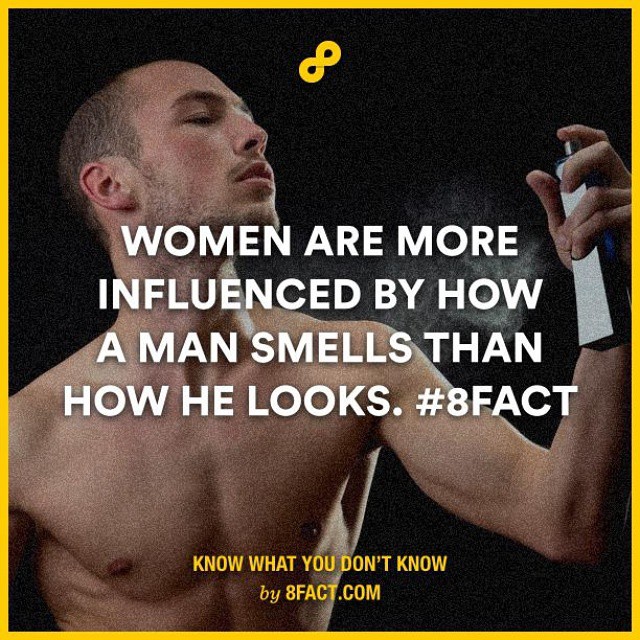 WOMEN ARE MORE
INFLUENCED BY HOW
A MAN SMELLS THAN
HOW HE LOOKS. #8FACT
KNOW WHAT YOU DON'T KNOW
by 8FACT.COM